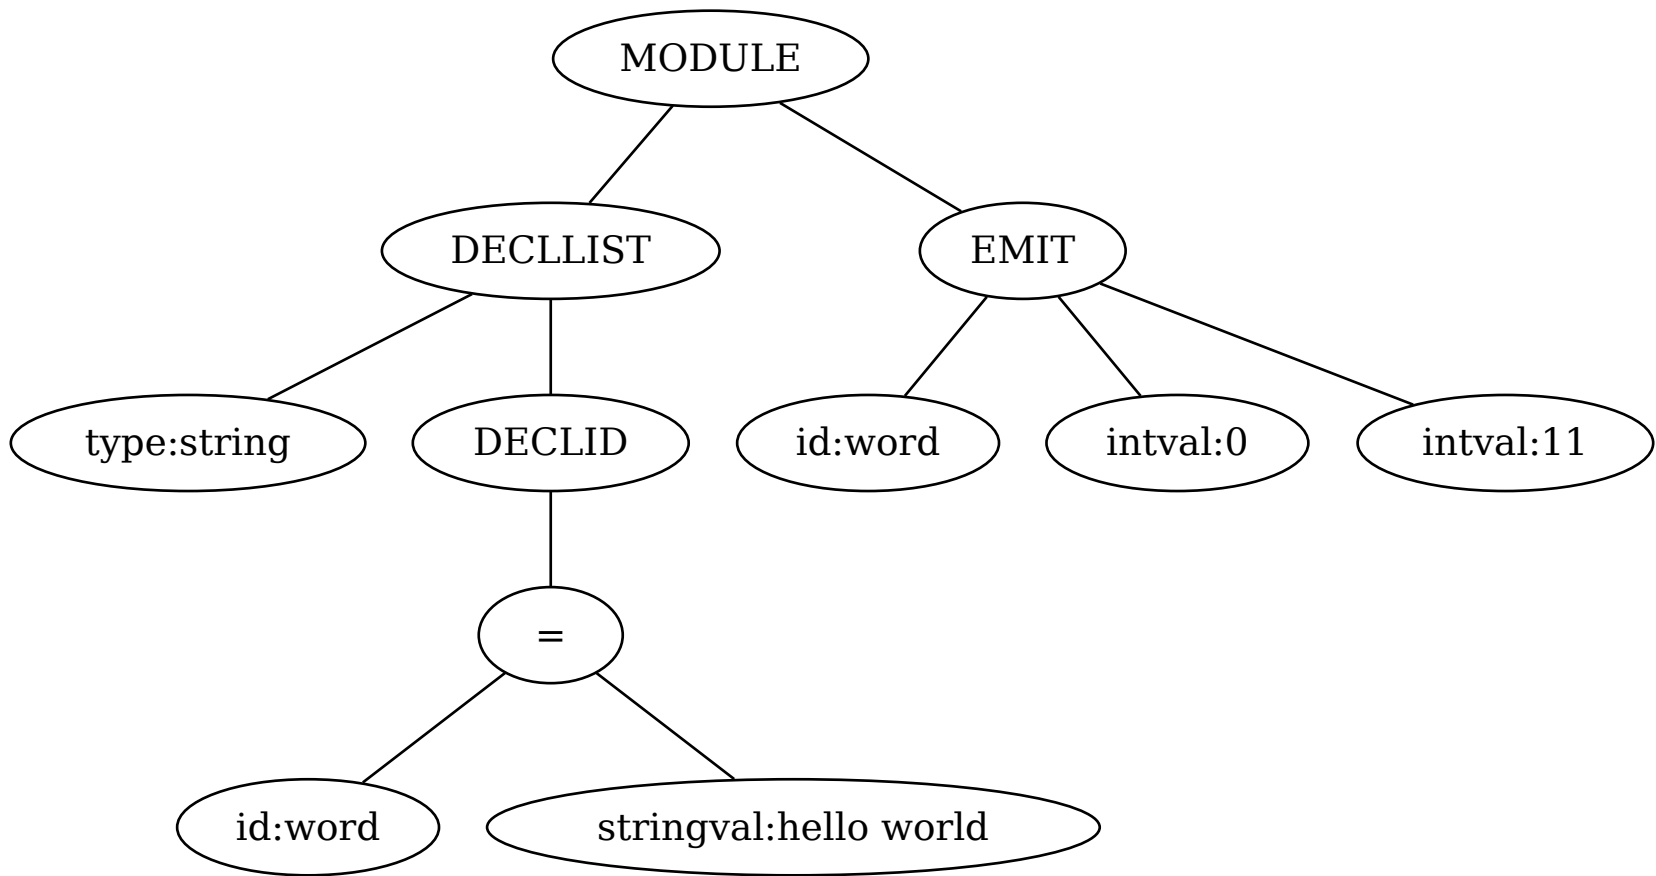 MODULE
DECLLIST
EMIT
type:string
DECLID
id:word
intval:0
intval:11
=
id:word
stringval:hello world